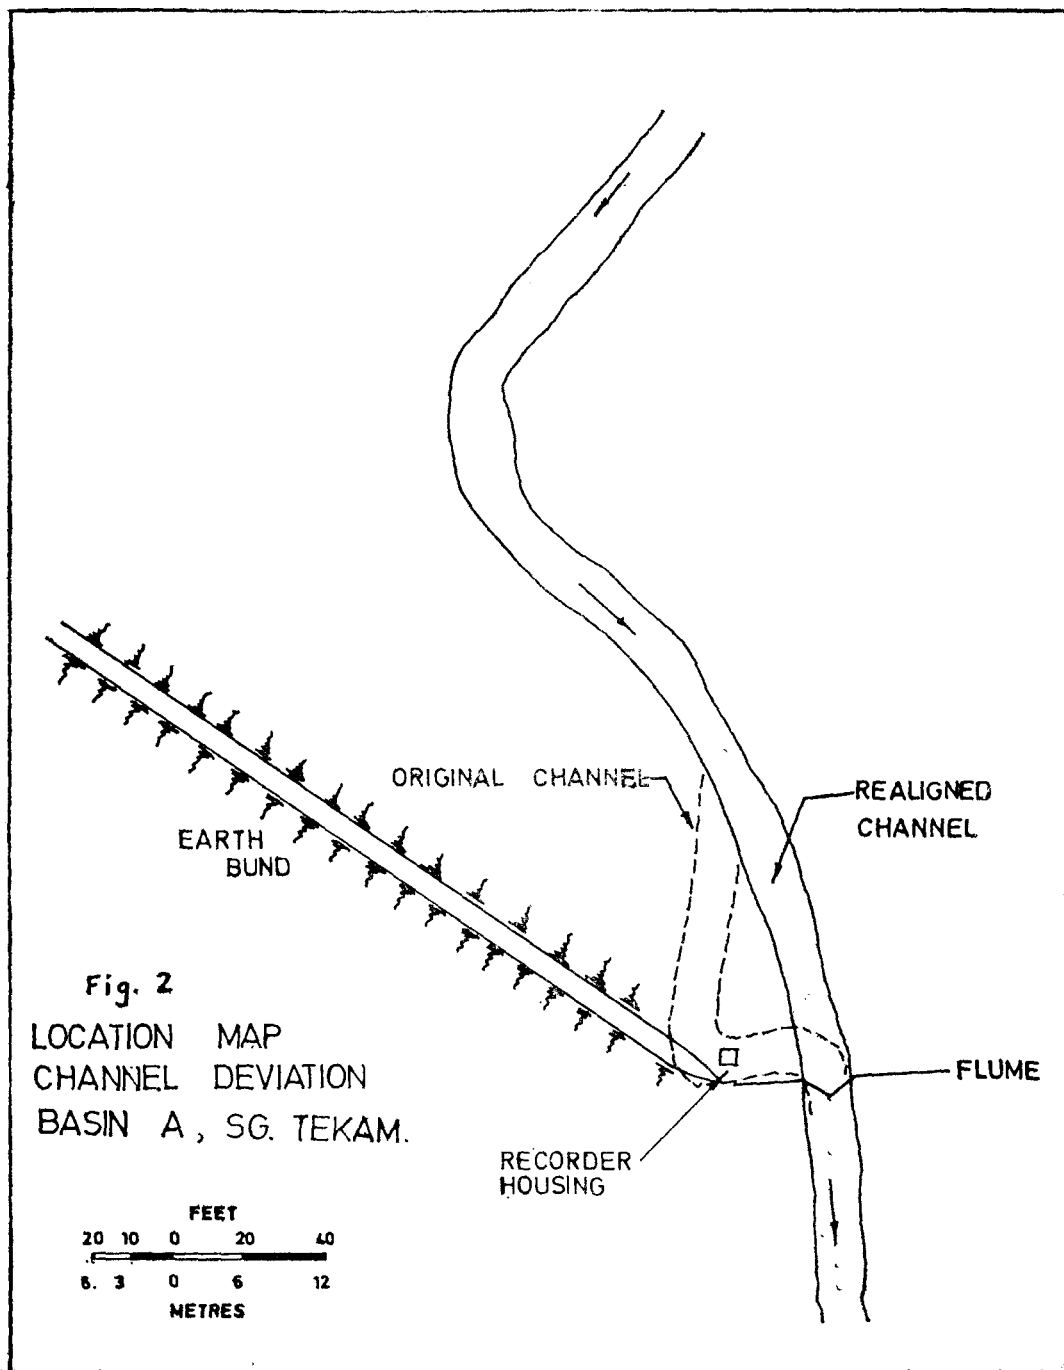 ORIGINAL CHANNEL
REALIGNED
CHANNEL
EARTH
BUND
Fig. 2
LOCATION MAP
CHANNEL DEVIATION
BASIN A, SG. TEKAM.
FLUME
RECORDER
HOUSING
FEET
20 10 0 20 40
6. 3 0 6 12
METRES